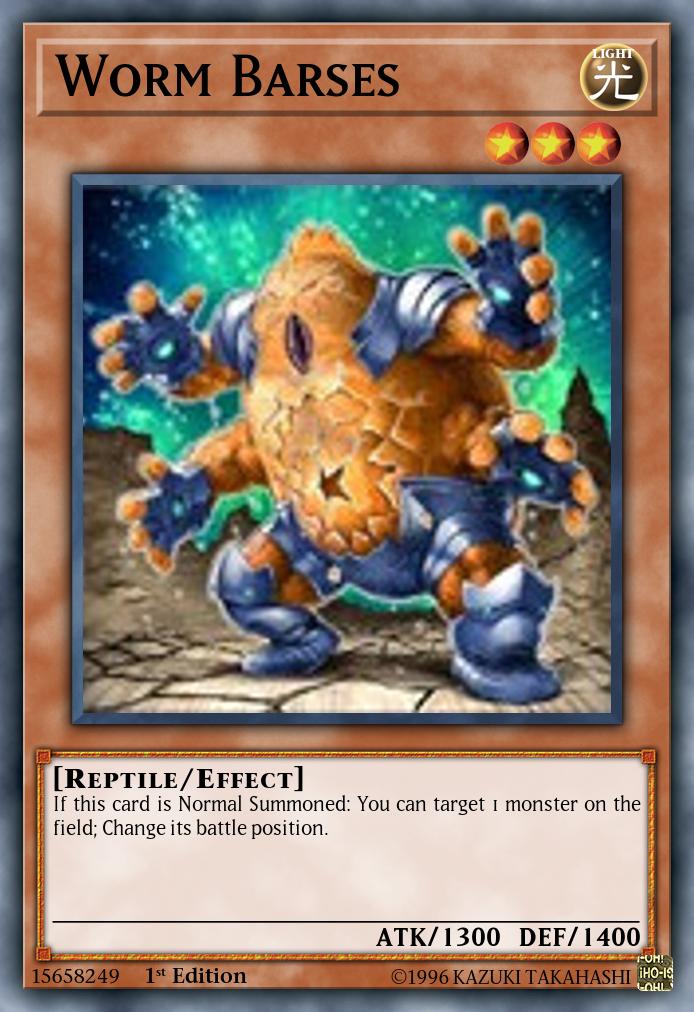 Worm Barses
LIGHT
光
[Reptile/Effect]
If this card is Normal Summoned: You can target 1 monster on the
field; Change its battle position.
ATK/1300 DEF/1400
15658249 1st Edition ©1996 KAZUKI TAKAHASHI